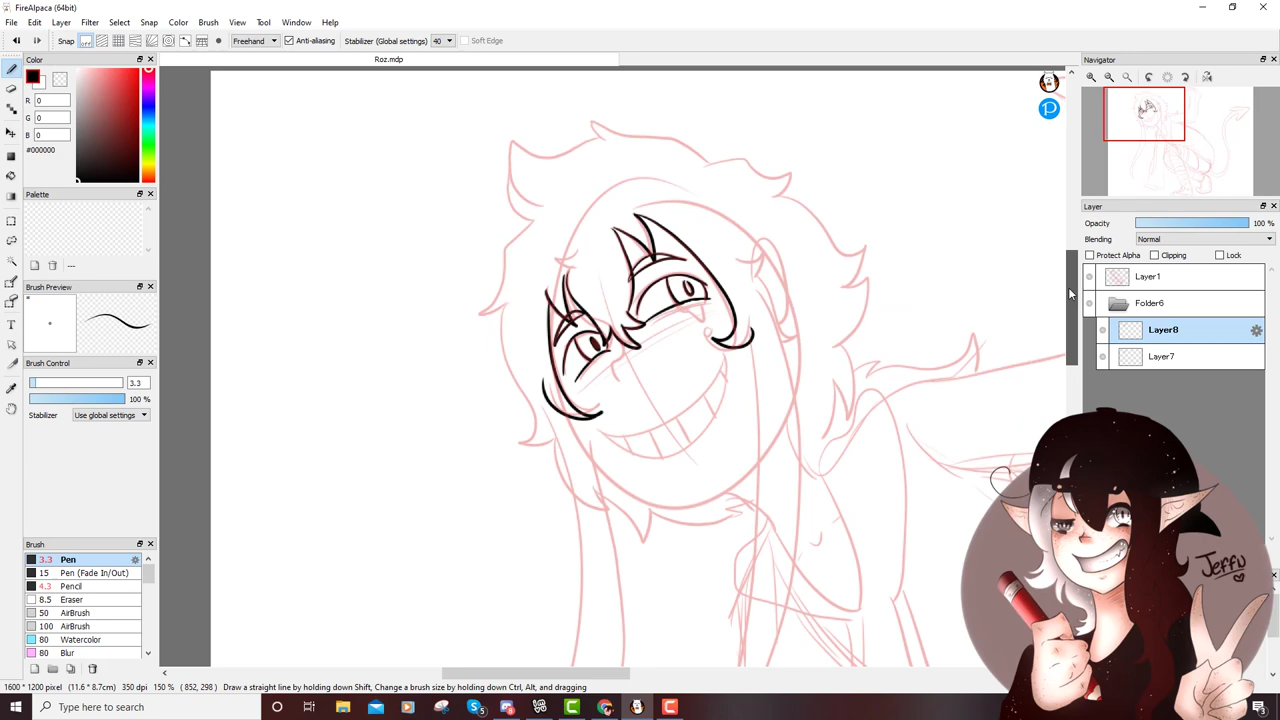 FireAlpaca (64bit)
File Edit Layer Filter Select Snap Color Brush View Tool Window Help
Snap OFF Freehand Anti-aliasing Stabilizer (Global settings) 40 Soft Edge
Color
Roz.mdp
Navigator
R 0
G 0
B 0
#000000
Palette
---
Brush Preview
Brush Control
3.3
100 %
Stabilizer Use global settings
Brush
3.3 Pen
15 Pen (Fade In/Out)
4.3 Pencil
8.5 Eraser
50 AirBrush
100 AirBrush
80 Watercolor
80 Blur
Layer
Opacity 100 %
Blending Normal
Protect Alpha Clipping Lock
Layer1
Folder6
Layer8
Layer7
Jeffu
1600 * 1200 pixel (11.6 * 8.7cm) 350 dpi 150 % ( 852, 298 ) Draw a straight line by holding down Shift, Change a brush size by holding down Ctrl, Alt, and dragging
Type here to search